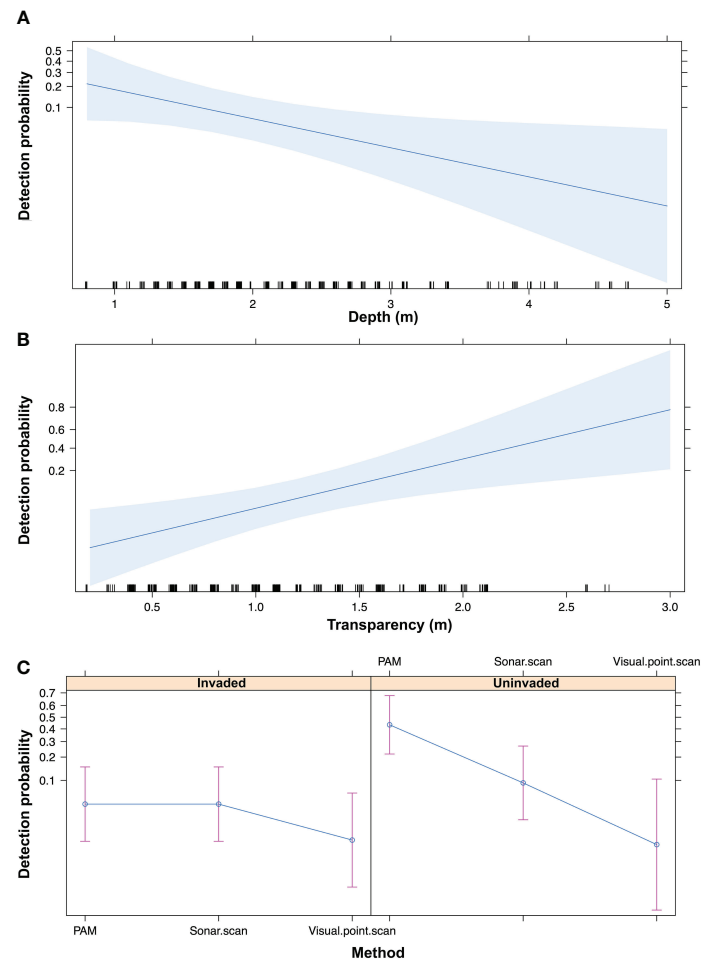 A
Detection probability
0.5
0.4
0.3
0.2
0.1
1 2 3 4 5
Depth (m)
B
Detection probability
0.8
0.6
0.4
0.2
0.5 1.0 1.5 2.0 2.5 3.0
Transparency (m)
C
PAM Sonar.scan Visual.point.scan
Invaded Uninvaded
Detection probability
0.7
0.6
0.5
0.4
0.3
0.2
0.1
PAM Sonar.scan Visual.point.scan
Method